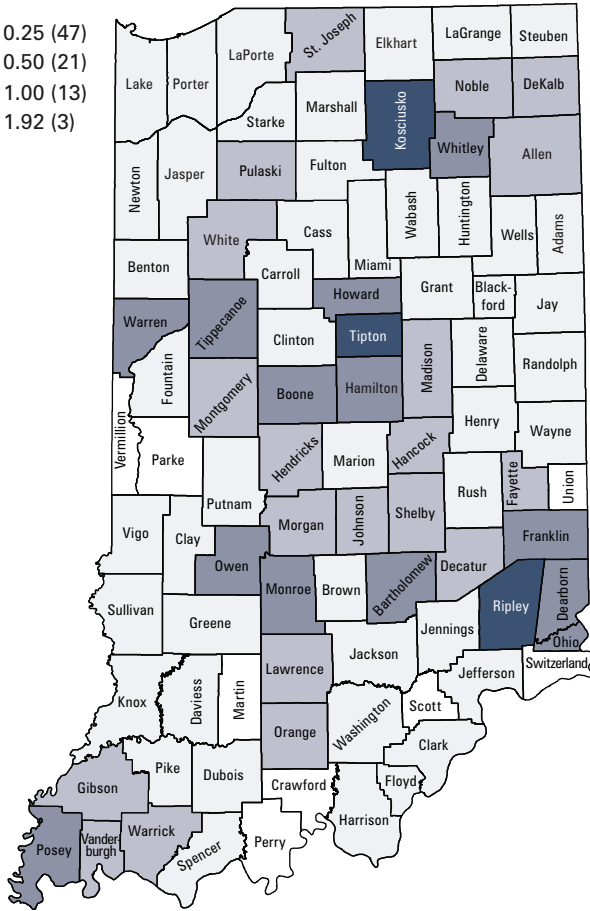 0.25 (47)
0.50 (21)
1.00 (13)
1.92 (3)
St. Joseph
LaGrange
Steuben
Elkhart
LaPorte
Lake
Porter
Noble
DeKalb
Marshall
Starke
Kosciusko
Whitley
Allen
Fulton
Pulaski
Jasper
Newton
Wabash
Huntington
Wells
Adams
Cass
White
Miami
Benton
Carroll
Grant
Black-
ford
Jay
Howard
Warren
Tippecanoe
Tipton
Clinton
Madison
Delaware
Randolph
Fountain
Montgomery
Boone
Hamilton
Henry
Wayne
Vermillion
Parke
Hendricks
Marion
Hancock
Fayette
Union
Rush
Putnam
Morgan
Johnson
Shelby
Vigo
Clay
Franklin
Owen
Decatur
Monroe
Brown
Bartholomew
Dearborn
Ripley
Sullivan
Greene
Jennings
Ohio
Switzerland
Jackson
Lawrence
Jefferson
Knox
Daviess
Martin
Scott
Washington
Orange
Clark
Pike
Dubois
Floyd
Gibson
Crawford
Harrison
Warrick
Vander-
burgh
Posey
Perry
Spencer